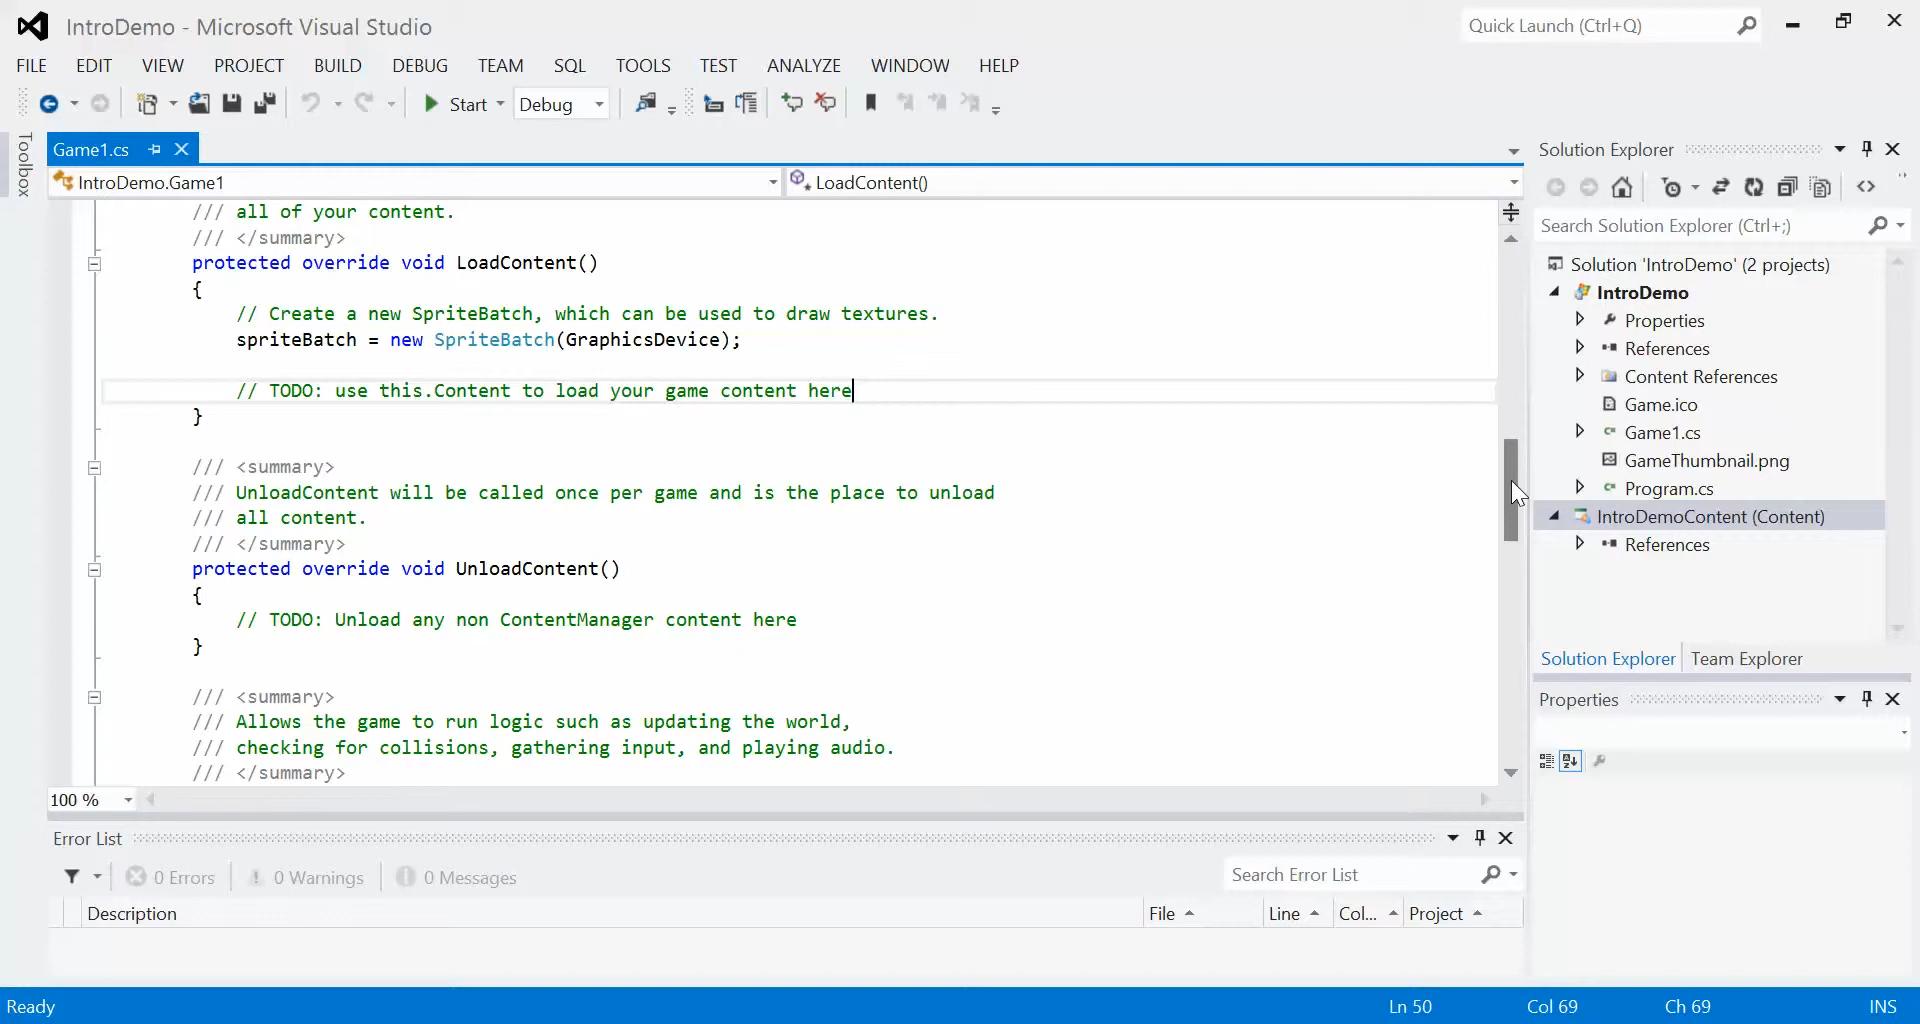 IntroDemo - Microsoft Visual Studio
Quick Launch (Ctrl+Q)
FILE EDIT VIEW PROJECT BUILD DEBUG TEAM SQL TOOLS TEST ANALYZE WINDOW HELP
Start Debug
Toolbox
Game1.cs
IntroDemo.Game1
LoadContent()
/// all of your content.
/// </summary>
protected override void LoadContent()
{
// Create a new SpriteBatch, which can be used to draw textures.
spriteBatch = new SpriteBatch(GraphicsDevice);
// TODO: use this.Content to load your game content here
}
/// <summary>
/// UnloadContent will be called once per game and is the place to unload
/// all content.
/// </summary>
protected override void UnloadContent()
{
// TODO: Unload any non ContentManager content here
}
/// <summary>
/// Allows the game to run logic such as updating the world,
/// checking for collisions, gathering input, and playing audio.
/// </summary>
100 %
Solution Explorer
Search Solution Explorer (Ctrl+;)
Solution 'IntroDemo' (2 projects)
IntroDemo
Properties
References
Content References
Game.ico
Game1.cs
GameThumbnail.png
Program.cs
IntroDemoContent (Content)
References
Solution Explorer Team Explorer
Properties
Error List
0 Errors 0 Warnings 0 Messages
Search Error List
Description File Line Col... Project
Ready Ln 50 Col 69 Ch 69 INS